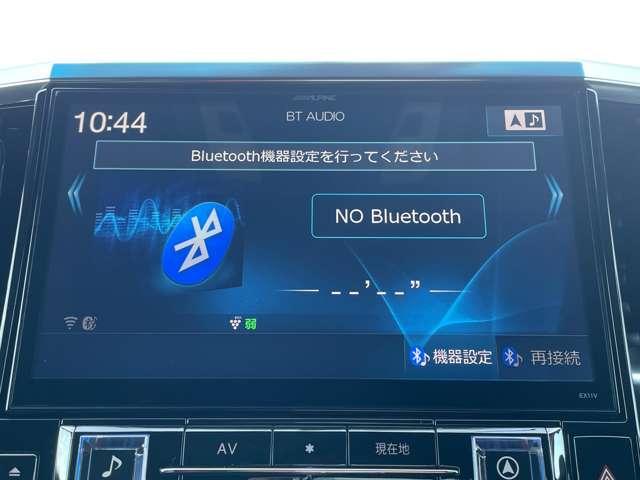 ALPINE
10:44
BT AUDIO
Bluetooth機器設定を行ってください
NO Bluetooth
--'--"
弱
機器設定
再接続
EX11V
AV
*
現在地